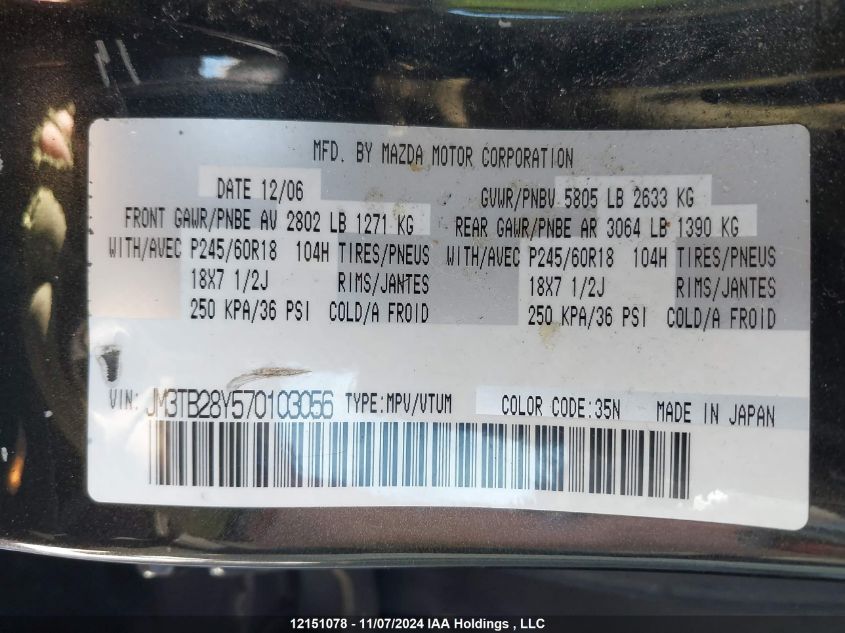 MFD. BY MAZDA MOTOR CORPORATION
DATE 12/06 GVWR/PNBV 5805 LB 2633 KG
FRONT GAWR/PNBE AV 2802 LB 1271 KG REAR GAWR/PNBE AR 3064 LB 1390 KG
WITH/AVEC P245/60R18 104H TIRES/PNEUS WITH/AVEC P245/60R18 104H TIRES/PNEUS
18X7 1/2J RIMS/JANTES 18X7 1/2J RIMS/JANTES
250 KPA/36 PSI COLD/A FROID 250 KPA/36 PSI COLD/A FROID
VIN: JM3TB28Y570103056 TYPE:MPV/VTUM COLOR CODE:35N MADE IN JAPAN
12151078 - 11/07/2024 IAA Holdings , LLC